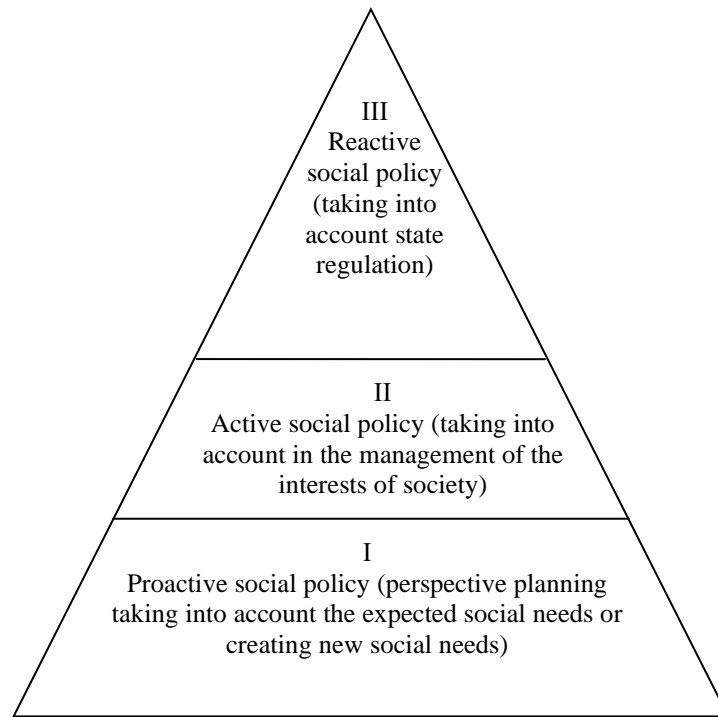 III
Reactive
social policy
(taking into
account state
regulation)
II
Active social policy (taking into
account in the management of the
interests of society)
I
Proactive social policy (perspective planning
taking into account the expected social needs or
creating new social needs)